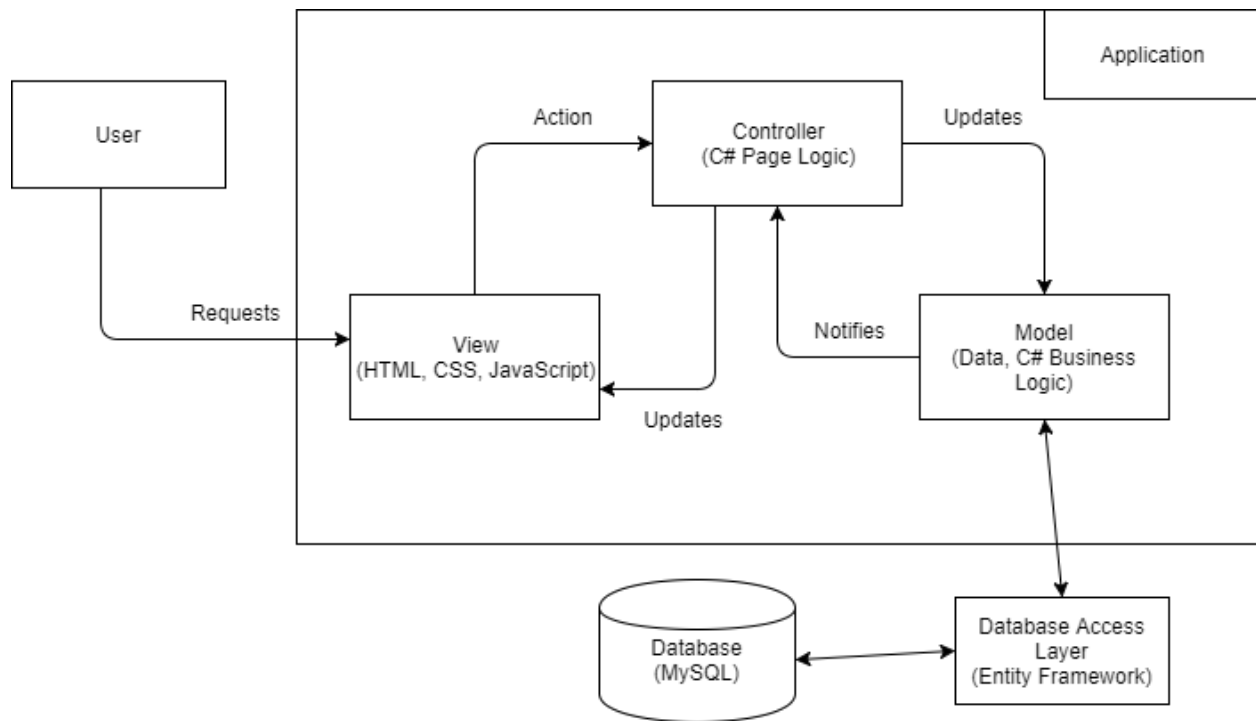 Application
User
Action
Controller
(C# Page Logic)
Updates
Requests
View
(HTML, CSS, JavaScript)
Notifies
Model
(Data, C# Business
Logic)
Updates
Database
(MySQL)
Database Access
Layer
(Entity Framework)